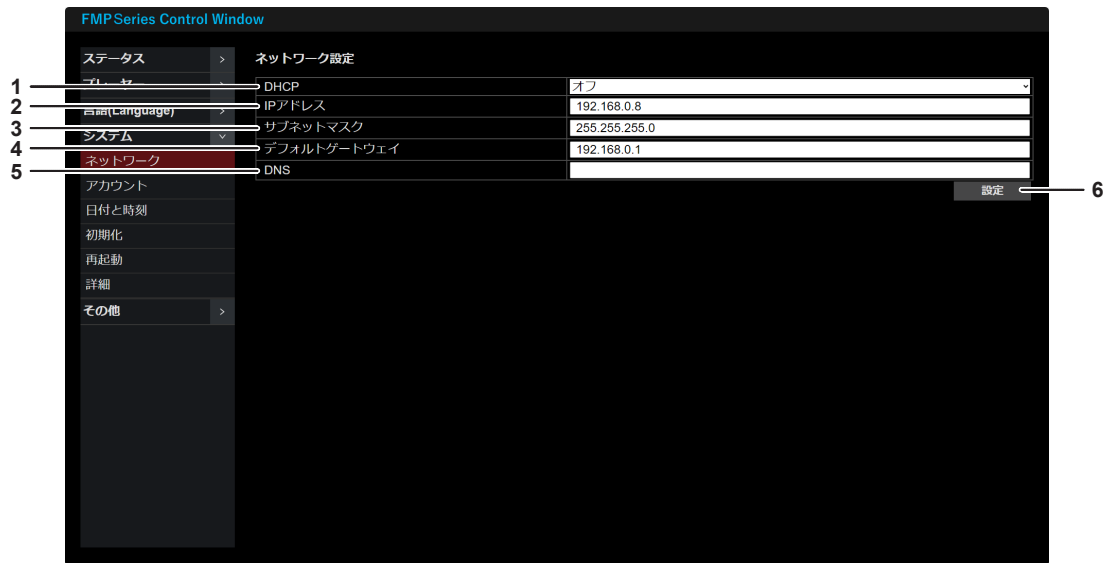 FMPSeries Control Window
ステータス >
ネットワーク設定
1 プレーヤー >
DHCP オフ
2 言語(Language) >
IPアドレス 192.168.0.8
3 システム
サブネットマスク 255.255.255.0
4 デフォルトゲートウェイ 192.168.0.1
ネットワーク
5 DNS
アカウント
設定 6
日付と時刻
初期化
再起動
詳細
その他 >